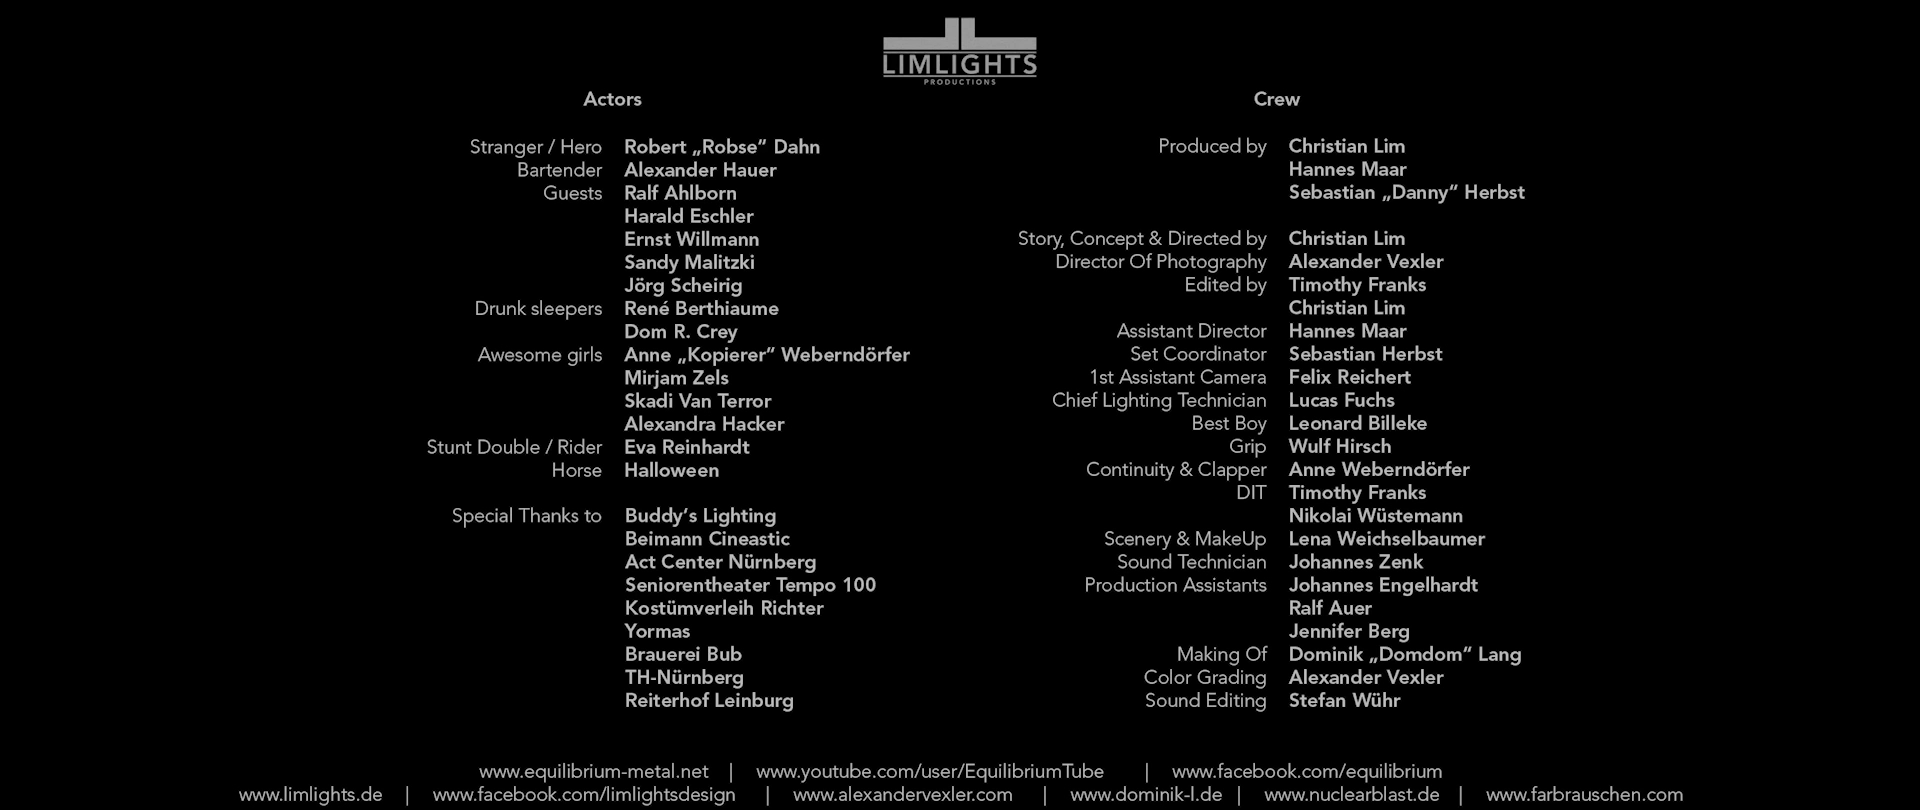 LIMLIGHTS
PRODUCTIONS
Actors
Stranger / Hero Robert „Robse“ Dahn
Bartender Alexander Hauer
Guests Ralf Ahlborn
Harald Eschler
Ernst Willmann
Sandy Malitzki
Jörg Scheirig
Drunk sleepers René Berthiaume
Dom R. Crey
Awesome girls Anne „Kopierer“ Weberndörfer
Mirjam Zels
Skadi Van Terror
Alexandra Hacker
Stunt Double / Rider Eva Reinhardt
Horse Halloween
Special Thanks to Buddy’s Lighting
Beimann Cineastic
Act Center Nürnberg
Seniorentheater Tempo 100
Kostümverleih Richter
Yormas
Brauerei Bub
TH-Nürnberg
Reiterhof Leinburg
Crew
Produced by Christian Lim
Hannes Maar
Sebastian „Danny“ Herbst
Story, Concept & Directed by Christian Lim
Director Of Photography Alexander Vexler
Edited by Timothy Franks
Christian Lim
Assistant Director Hannes Maar
Set Coordinator Sebastian Herbst
1st Assistant Camera Felix Reichert
Chief Lighting Technician Lucas Fuchs
Best Boy Leonard Billeke
Grip Wulf Hirsch
Continuity & Clapper Anne Weberndörfer
DIT Timothy Franks
Nikolai Wüstemann
Scenery & MakeUp Lena Weichselbaumer
Sound Technician Johannes Zenk
Production Assistants Johannes Engelhardt
Ralf Auer
Jennifer Berg
Making Of Dominik „Domdom“ Lang
Color Grading Alexander Vexler
Sound Editing Stefan Wühr
www.equilibrium-metal.net | www.youtube.com/user/EquilibriumTube | www.facebook.com/equilibrium
www.limlights.de | www.facebook.com/limlightsdesign | www.alexandervexler.com | www.dominik-l.de | www.nuclearblast.de | www.farbrauschen.com